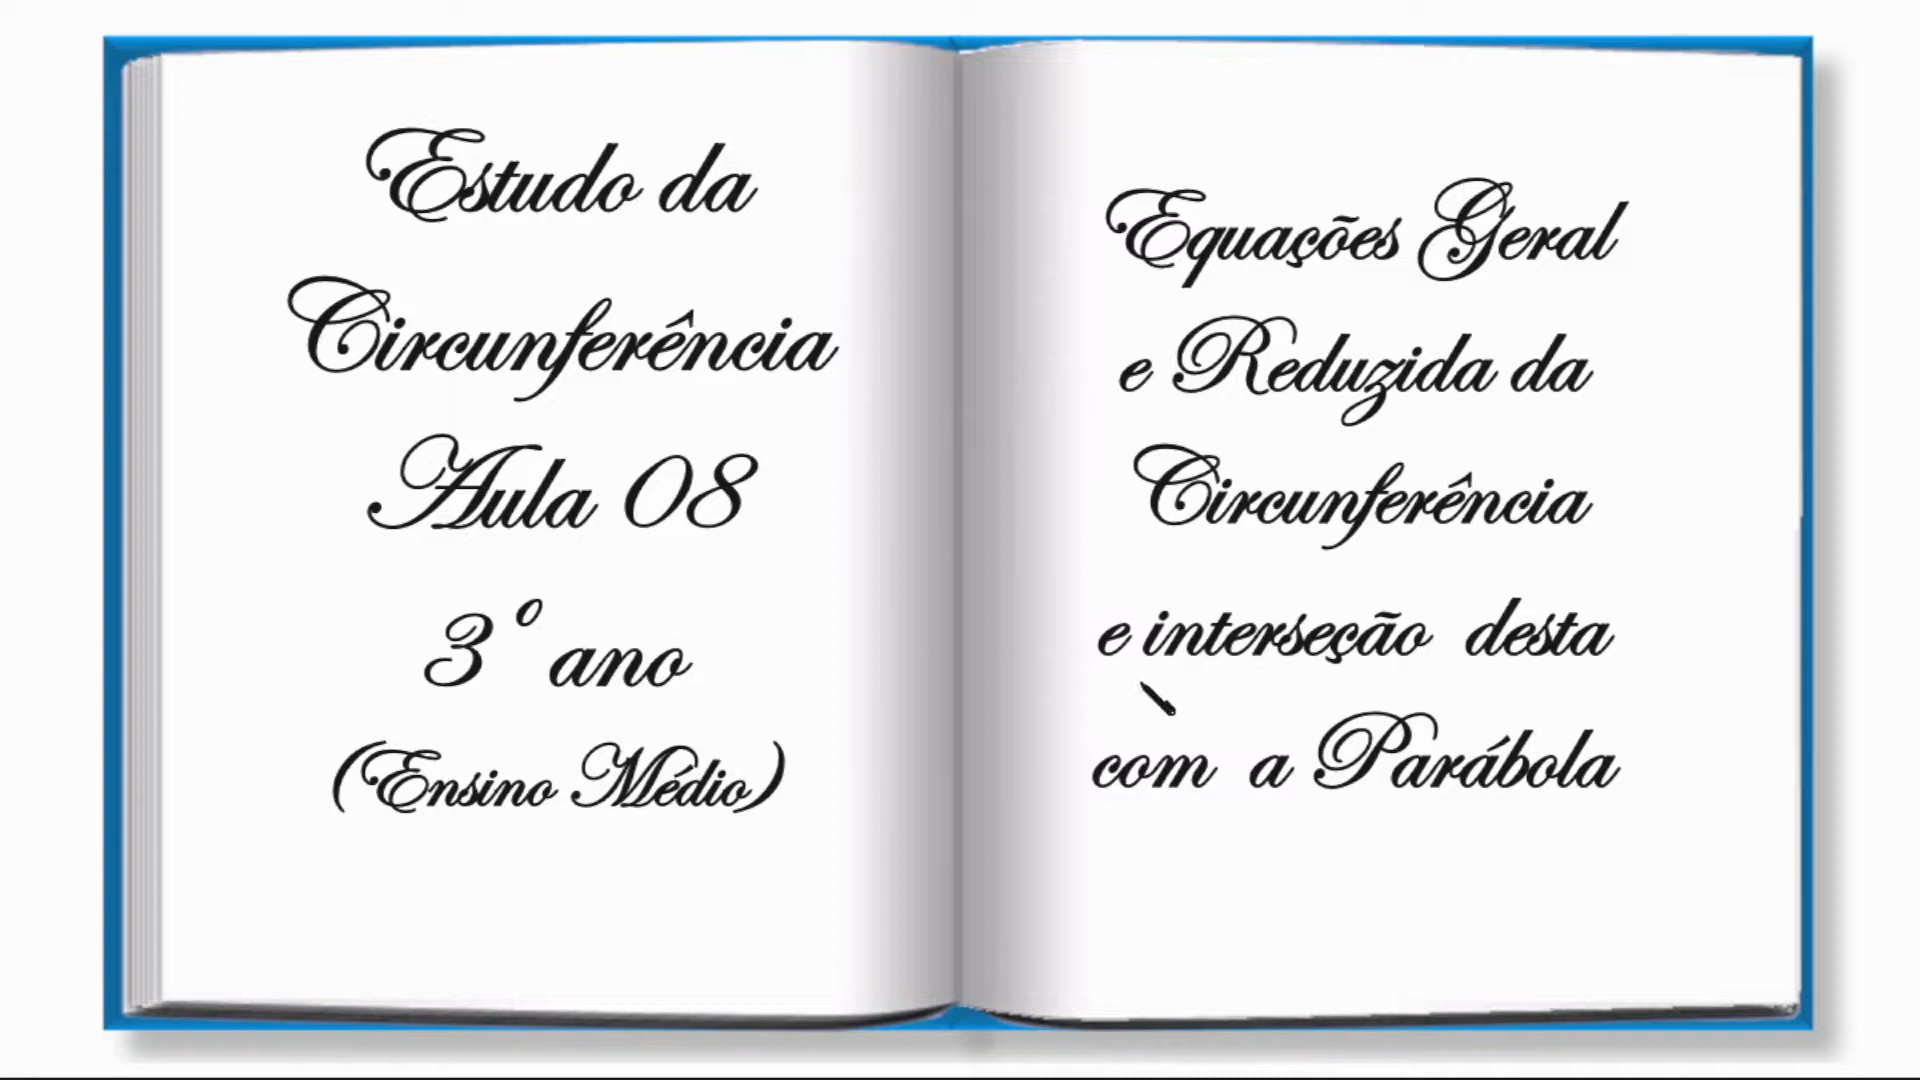 Estudo da
Circunferência
Aula 08
3º ano
(Ensino Médio)
Equações Geral
e Reduzida da
Circunferência
e interseção desta
com a Parábola